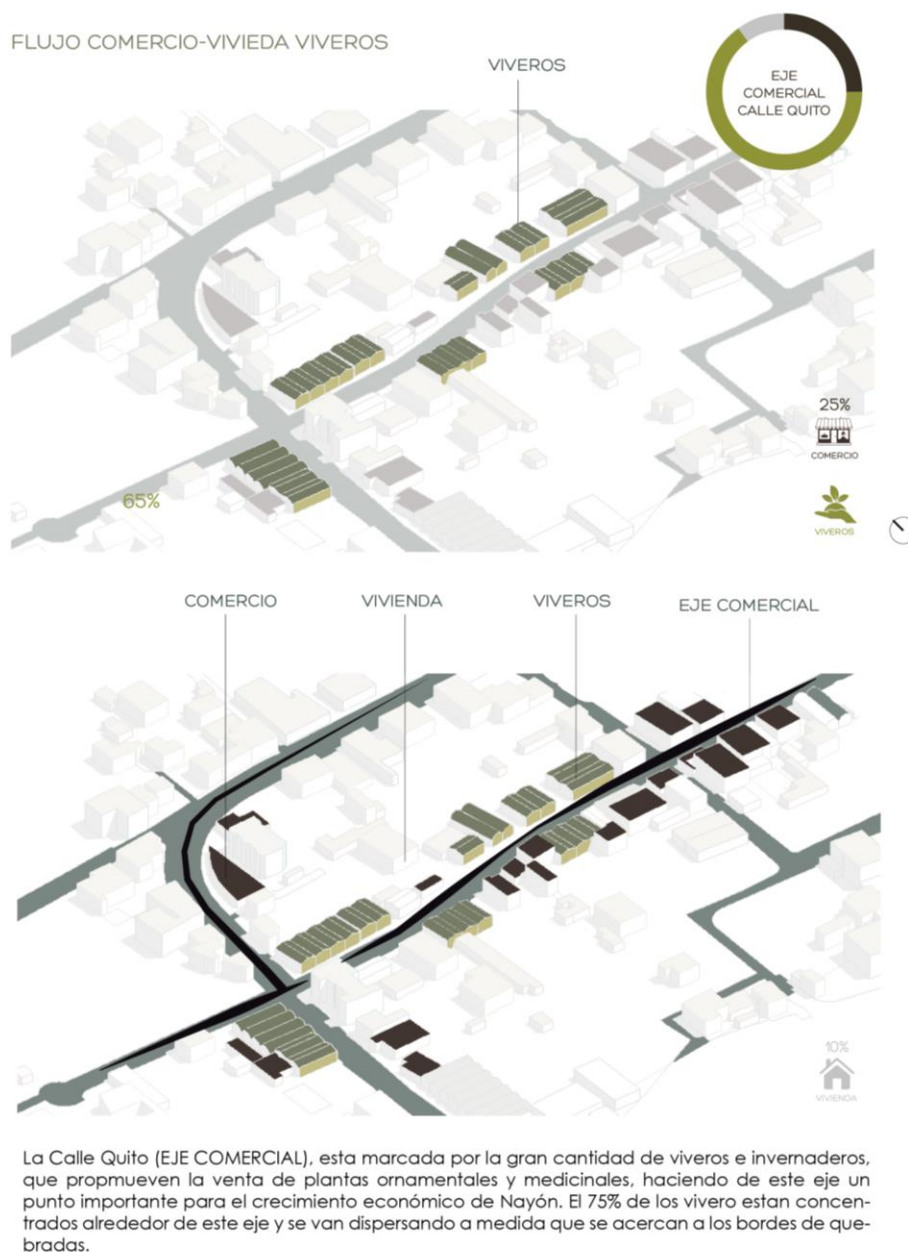 FLUJO COMERCIO-VIVIEDA VIVEROS
VIVEROS
EJE
COMERCIAL
CALLE QUITO
25%
COMERCIO
65%
VIVEROS
COMERCIO
VIVIENDA
VIVEROS
EJE COMERCIAL
10%
VIVIENDA
La Calle Quito (EJE COMERCIAL), esta marcada por la gran cantidad de viveros e invernaderos,
que propmueven la venta de plantas ornamentales y medicinales, haciendo de este eje un
punto importante para el crecimiento económico de Nayón. El 75% de los vivero estan concen-
trados alrededor de este eje y se van dispersando a medida que se acercan a los bordes de que-
bradas.